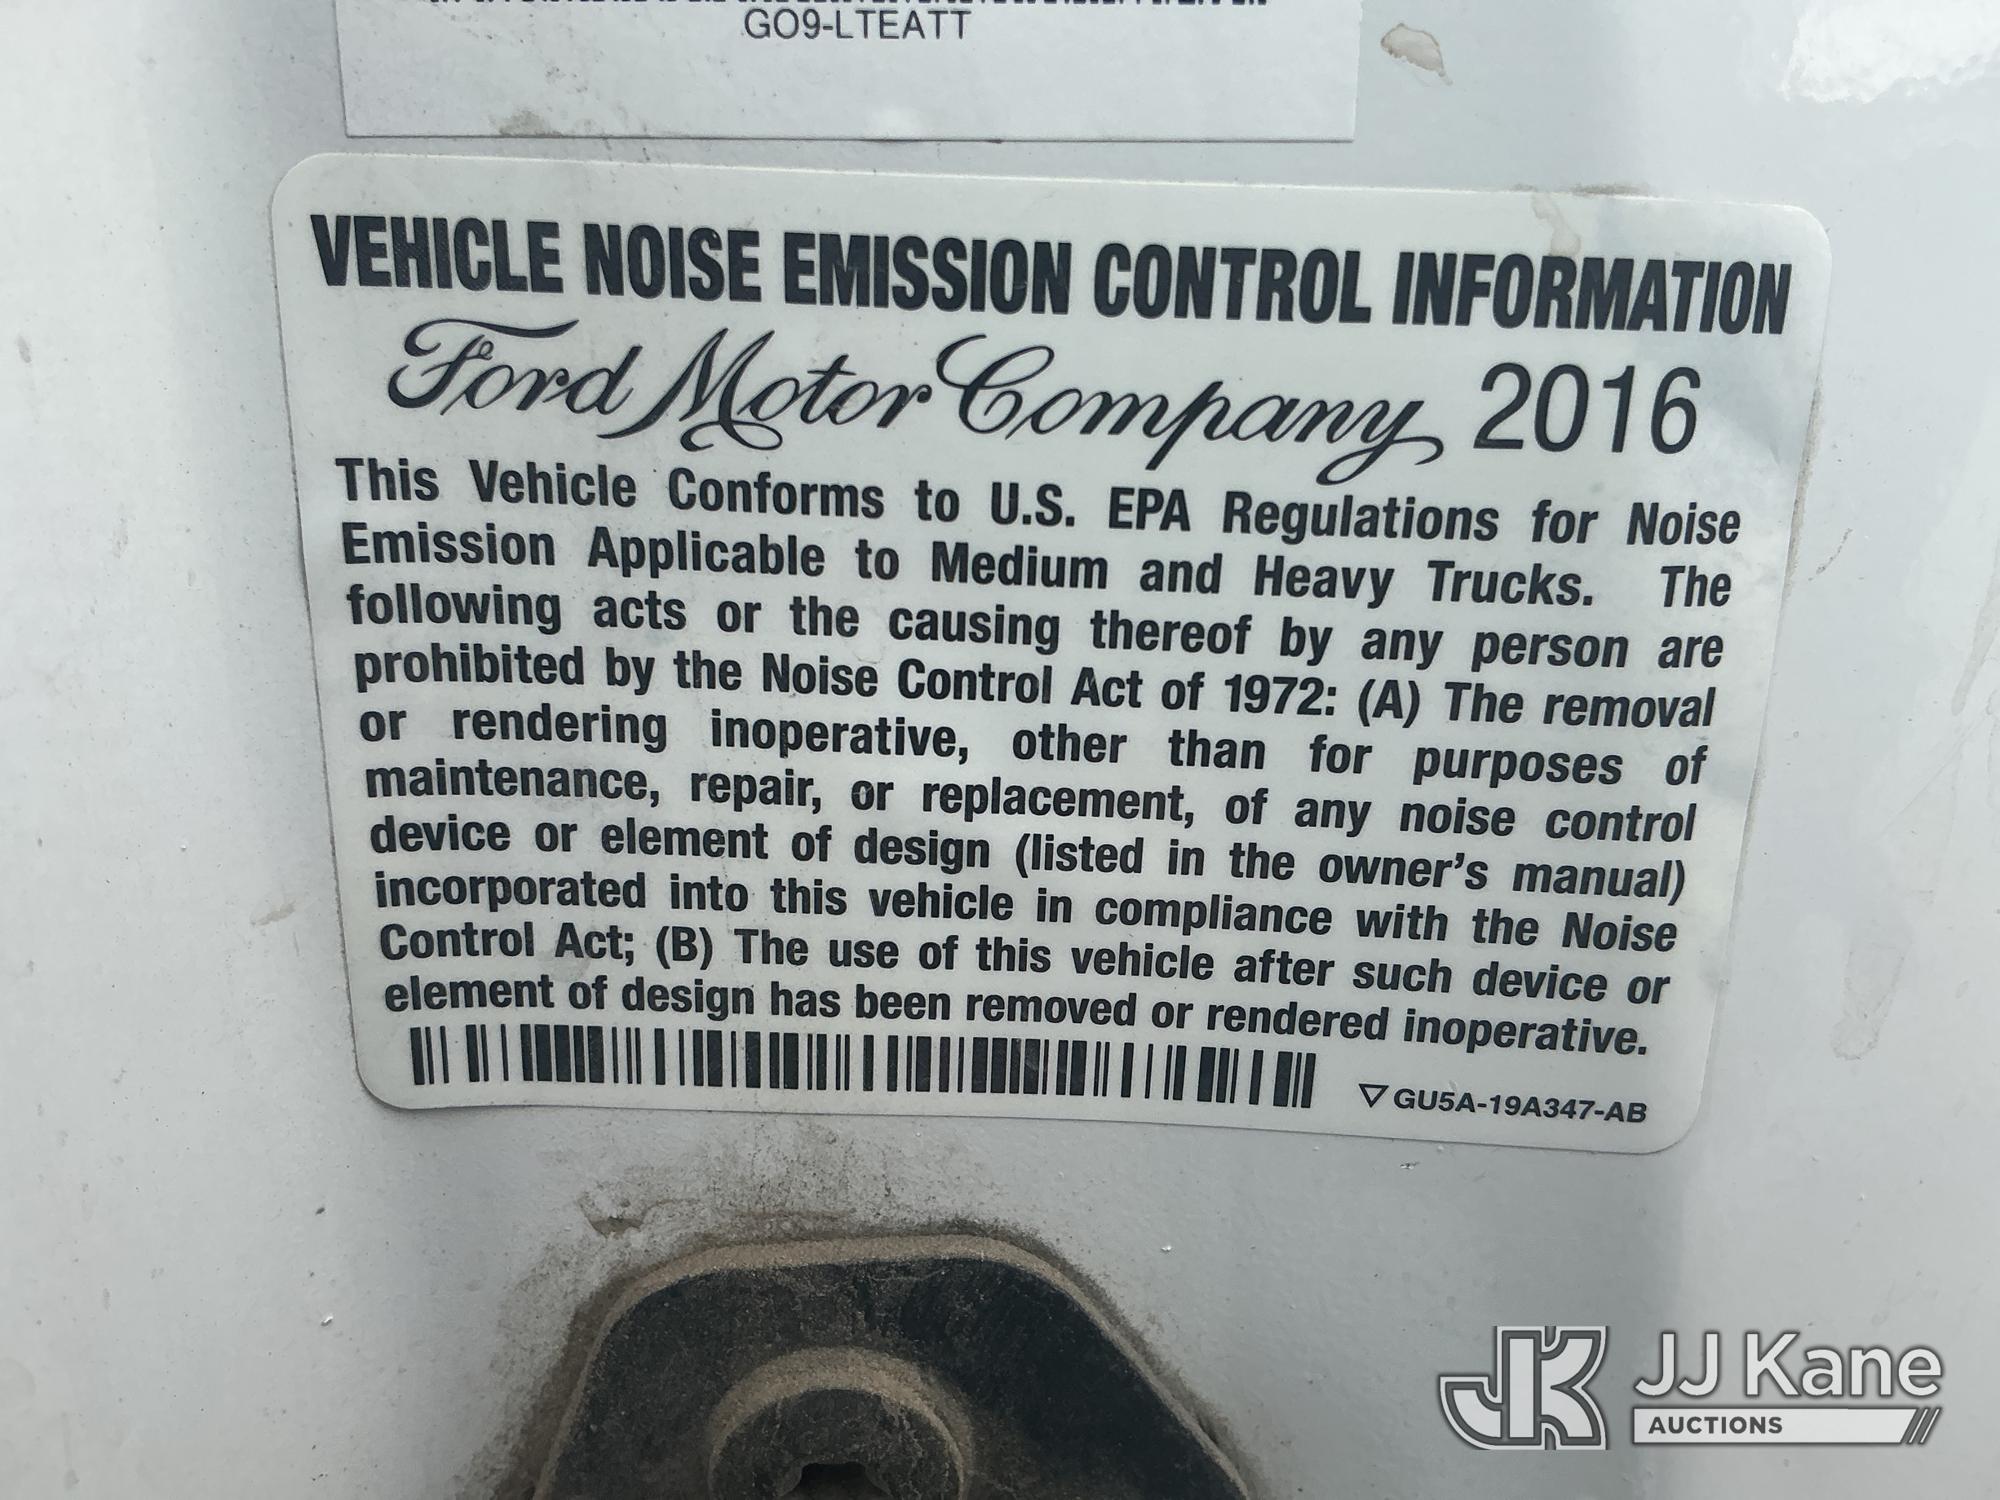 GO9-LTEATT
VEHICLE NOISE EMISSION CONTROL INFORMATION
Ford Motor Company 2016
This Vehicle Conforms to U.S. EPA Regulations for Noise
Emission Applicable to Medium and Heavy Trucks. The
following acts or the causing thereof by any person are
prohibited by the Noise Control Act of 1972: (A) The removal
or rendering inoperative, other than for purposes of
maintenance, repair, or replacement, of any noise control
device or element of design (listed in the owner's manual)
incorporated into this vehicle in compliance with the Noise
Control Act; (B) The use of this vehicle after such device or
element of design has been removed or rendered inoperative.
▽ GU5A-19A347-AB
JK JJ Kane
AUCTIONS